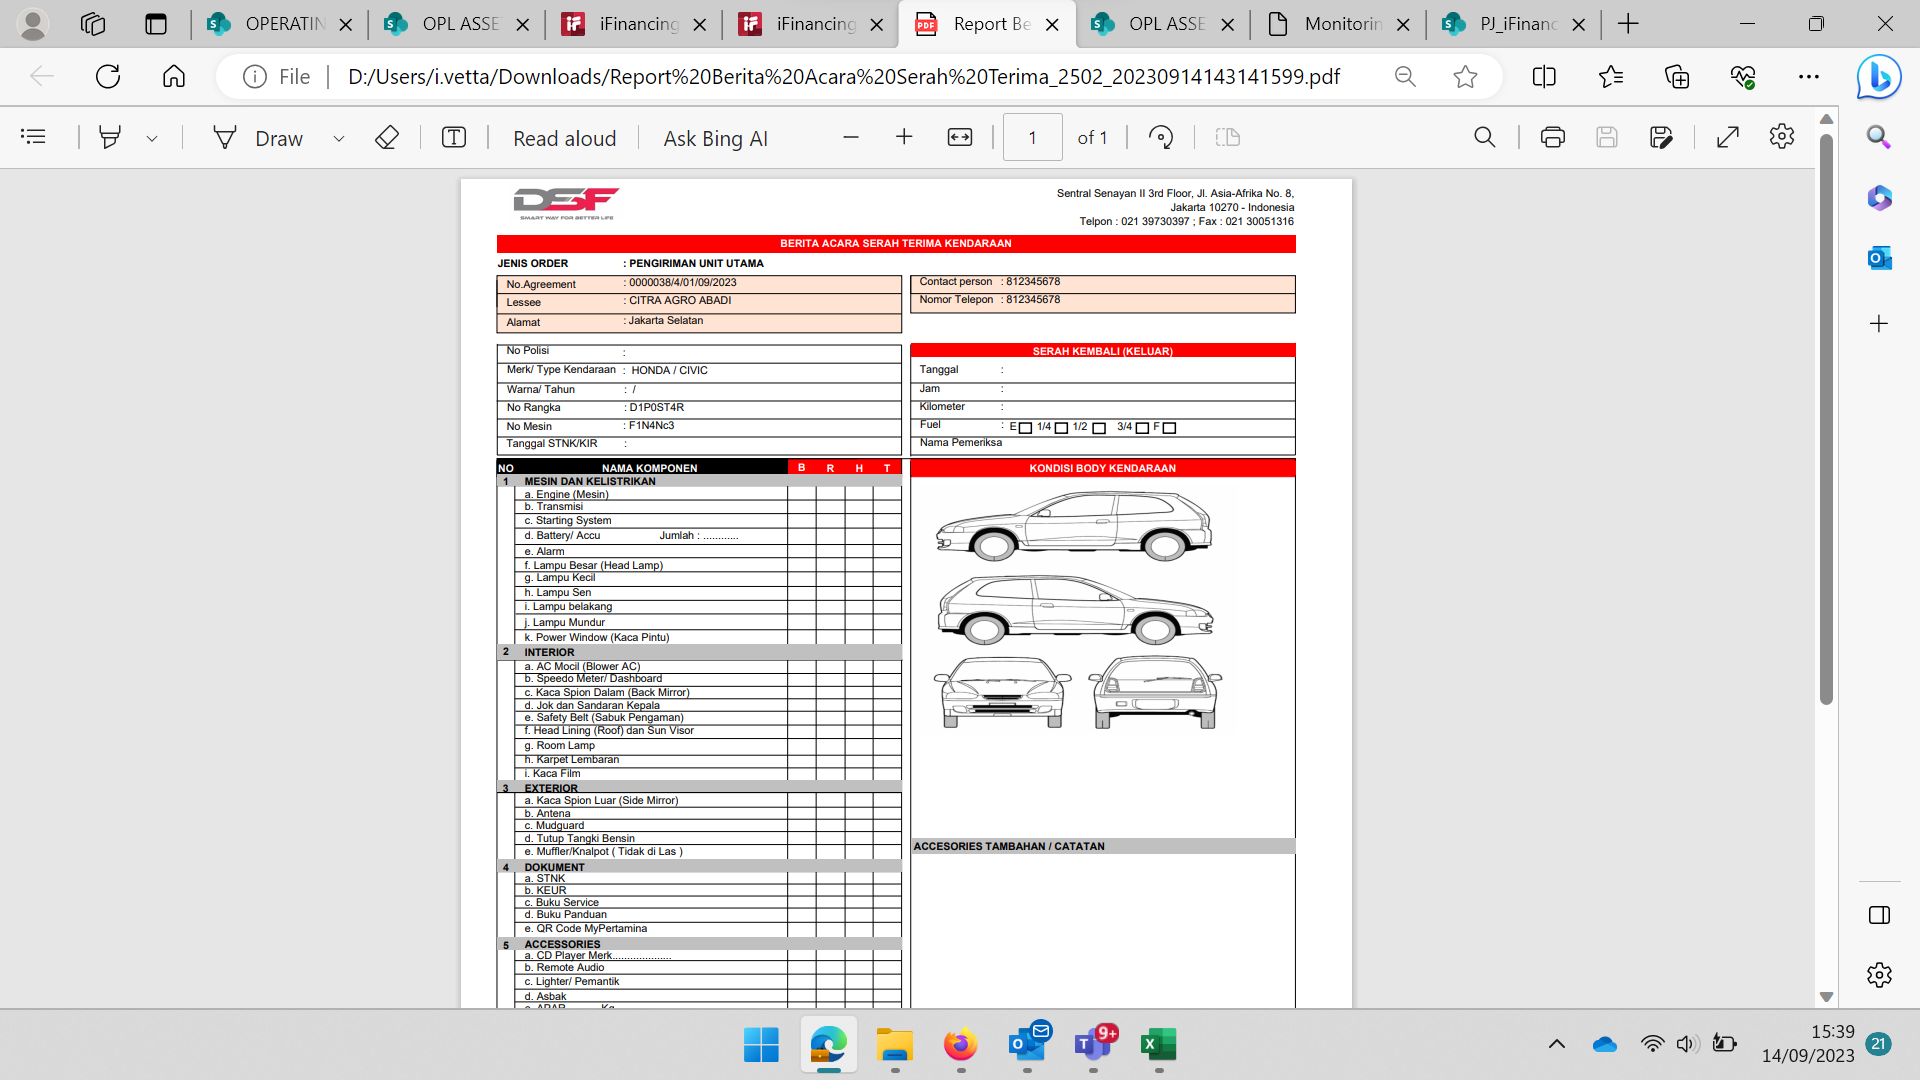 OPERATIN
OPL ASSE
iFinancing
iFinancing
Report Be
OPL ASSE
Monitorin
PJ_iFinanc
File
D:/Users/i.vetta/Downloads/Report%20Berita%20Acara%20Serah%20Terima_2502_20230914143141599.pdf
Draw
Read aloud
Ask Bing AI
1
of 1
DSF
SMART WAY FOR BETTER LIFE
Sentral Senayan II 3rd Floor, Jl. Asia-Afrika No. 8,
Jakarta 10270 - Indonesia
Telpon : 021 39730397 ; Fax : 021 30051316
BERITA ACARA SERAH TERIMA KENDARAAN
JENIS ORDER : PENGIRIMAN UNIT UTAMA
No.Agreement : 0000038/4/01/09/2023
Lessee : CITRA AGRO ABADI
Alamat : Jakarta Selatan
Contact person : 812345678
Nomor Telepon : 812345678
No Polisi :
Merk/ Type Kendaraan : HONDA / CIVIC
Warna/ Tahun : /
No Rangka : D1P0ST4R
No Mesin : F1N4Nc3
Tanggal STNK/KIR :
SERAH KEMBALI (KELUAR)
Tanggal :
Jam :
Kilometer :
Fuel : E 1/4 1/2 3/4 F
Nama Pemeriksa
NO NAMA KOMPONEN B R H T
1 MESIN DAN KELISTRIKAN
a. Engine (Mesin)
b. Transmisi
c. Starting System
d. Battery/ Accu Jumlah : ............
e. Alarm
f. Lampu Besar (Head Lamp)
g. Lampu Kecil
h. Lampu Sen
i. Lampu belakang
j. Lampu Mundur
k. Power Window (Kaca Pintu)
2 INTERIOR
a. AC Mocil (Blower AC)
b. Speedo Meter/ Dashboard
c. Kaca Spion Dalam (Back Mirror)
d. Jok dan Sandaran Kepala
e. Safety Belt (Sabuk Pengaman)
f. Head Lining (Roof) dan Sun Visor
g. Room Lamp
h. Karpet Lembaran
i. Kaca Film
3 EXTERIOR
a. Kaca Spion Luar (Side Mirror)
b. Antena
c. Mudguard
d. Tutup Tangki Bensin
e. Muffler/Knalpot ( Tidak di Las )
4 DOKUMENT
a. STNK
b. KEUR
c. Buku Service
d. Buku Panduan
e. QR Code MyPertamina
5 ACCESSORIES
a. CD Player Merk....................
b. Remote Audio
c. Lighter/ Pemantik
d. Asbak
KONDISI BODY KENDARAAN
ACCESORIES TAMBAHAN / CATATAN
9+
15:39
14/09/2023
21